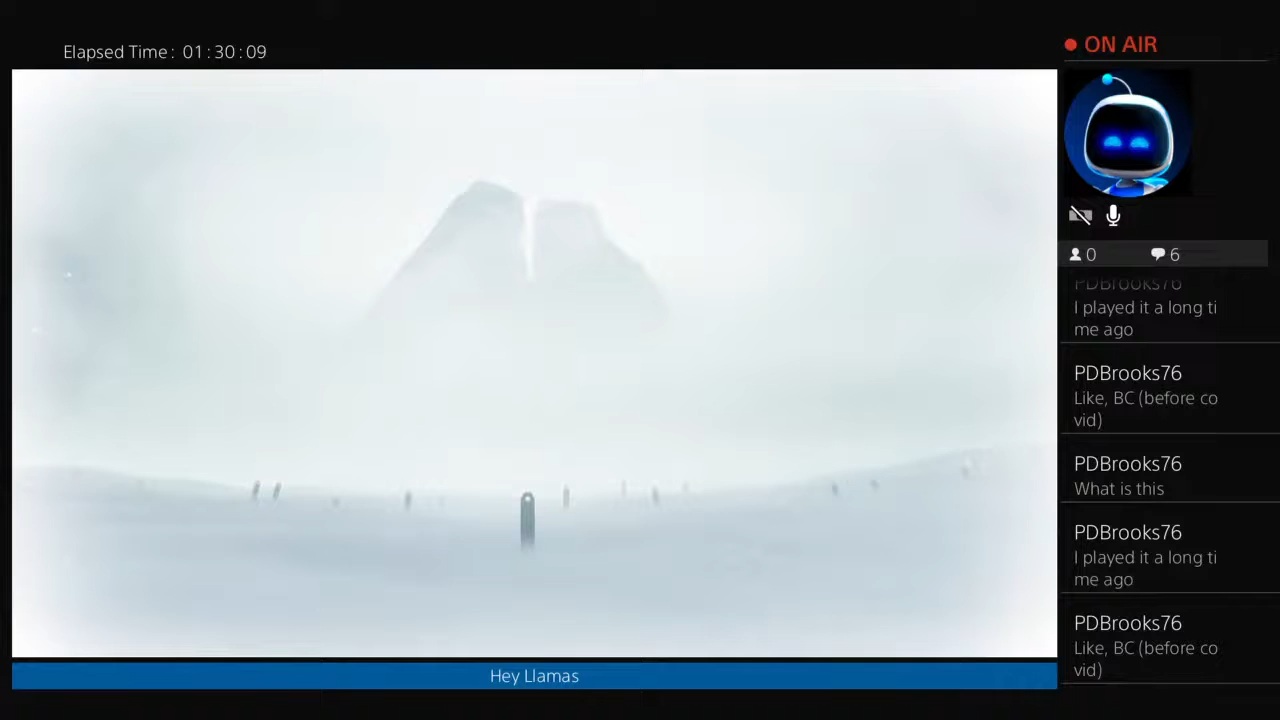 Elapsed Time: 01:30:09
ON AIR
0
6
PDBrooks76
I played it a long ti
me ago
PDBrooks76
Like, BC (before co
vid)
PDBrooks76
What is this
PDBrooks76
I played it a long ti
me ago
PDBrooks76
Like, BC (before co
vid)
Hey Llamas